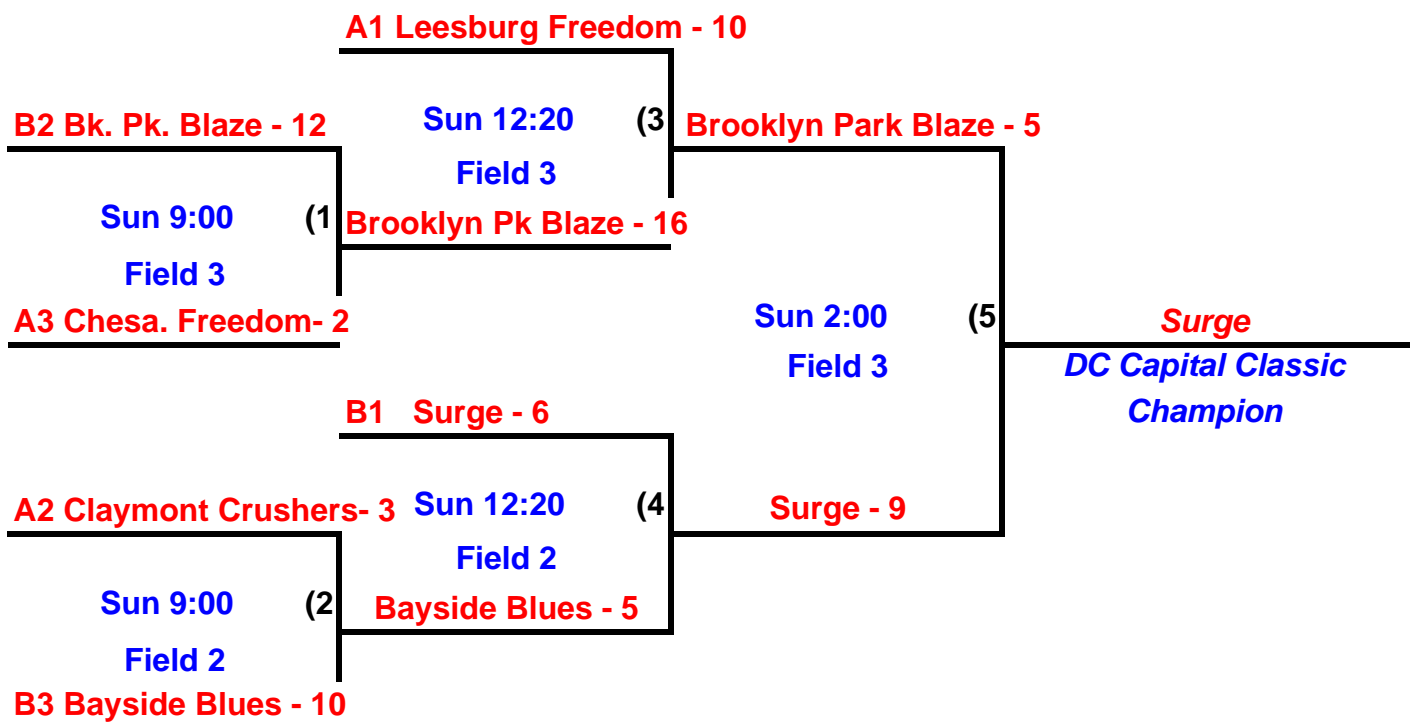 A1 Leesburg Freedom - 10
B2 Bk. Pk. Blaze - 12
Sun 12:20 (3
Brooklyn Park Blaze - 5
Field 3
Sun 9:00 (1
Brooklyn Pk Blaze - 16
Field 3
A3 Chesa. Freedom- 2
Sun 2:00 (5
Surge
Field 3
DC Capital Classic
Champion
B1 Surge - 6
A2 Claymont Crushers- 3
Sun 12:20 (4
Surge - 9
Field 2
Sun 9:00 (2
Bayside Blues - 5
Field 2
B3 Bayside Blues - 10